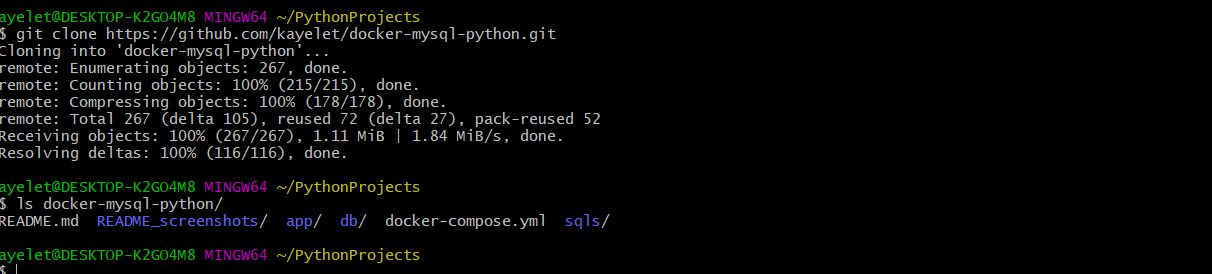 ayelet@DESKTOP-K2GO4M8 MINGW64 ~/PythonProjects
$ git clone https://github.com/kayelet/docker-mysql-python.git
Cloning into 'docker-mysql-python'...
remote: Enumerating objects: 267, done.
remote: Counting objects: 100% (215/215), done.
remote: Compressing objects: 100% (178/178), done.
remote: Total 267 (delta 105), reused 72 (delta 27), pack-reused 52
Receiving objects: 100% (267/267), 1.11 MiB | 1.84 MiB/s, done.
Resolving deltas: 100% (116/116), done.
ayelet@DESKTOP-K2GO4M8 MINGW64 ~/PythonProjects
$ ls docker-mysql-python/
README.md  README_screenshots/  app/  db/  docker-compose.yml  sqls/
ayelet@DESKTOP-K2GO4M8 MINGW64 ~/PythonProjects
$